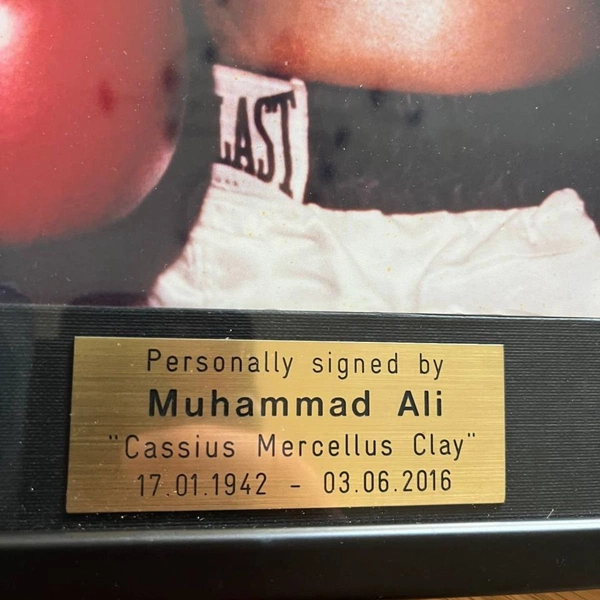 LAST
Personally signed by
Muhammad Ali
"Cassius Mercellus Clay"
17.01.1942 - 03.06.2016